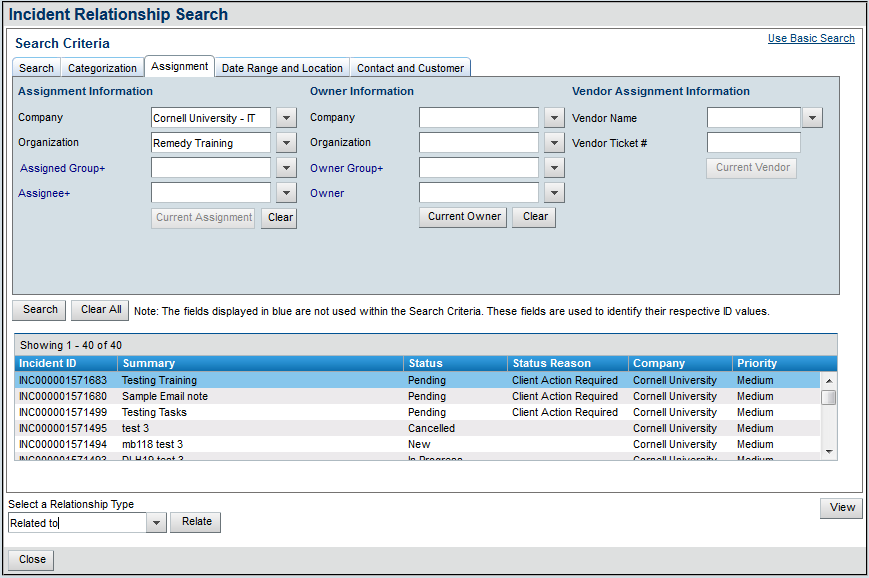 Incident Relationship Search
Search Criteria
Use Basic Search
Search Categorization Assignment Date Range and Location Contact and Customer
Assignment Information Owner Information Vendor Assignment Information
Company Cornell University - IT Company Vendor Name
Organization Remedy Training Organization Vendor Ticket #
Assigned Group+ Owner Group+ Current Vendor
Assignee+ Owner
Current Assignment Clear Current Owner Clear
Search Clear All Note: The fields displayed in blue are not used within the Search Criteria. These fields are used to identify their respective ID values.
Showing 1 - 40 of 40
Incident ID Summary Status Status Reason Company Priority
INC000001571683 Testing Training Pending Client Action Required Cornell University Medium
INC000001571680 Sample Email note Pending Client Action Required Cornell University Medium
INC000001571499 Testing Tasks Pending Client Action Required Cornell University Medium
INC000001571495 test 3 Cancelled Cornell University Medium
INC000001571494 mb118 test 3 New Cornell University Medium
INC000001571493 DLH19 test 3 In Progress Cornell University Medium
Select a Relationship Type
Related to Relate View
Close